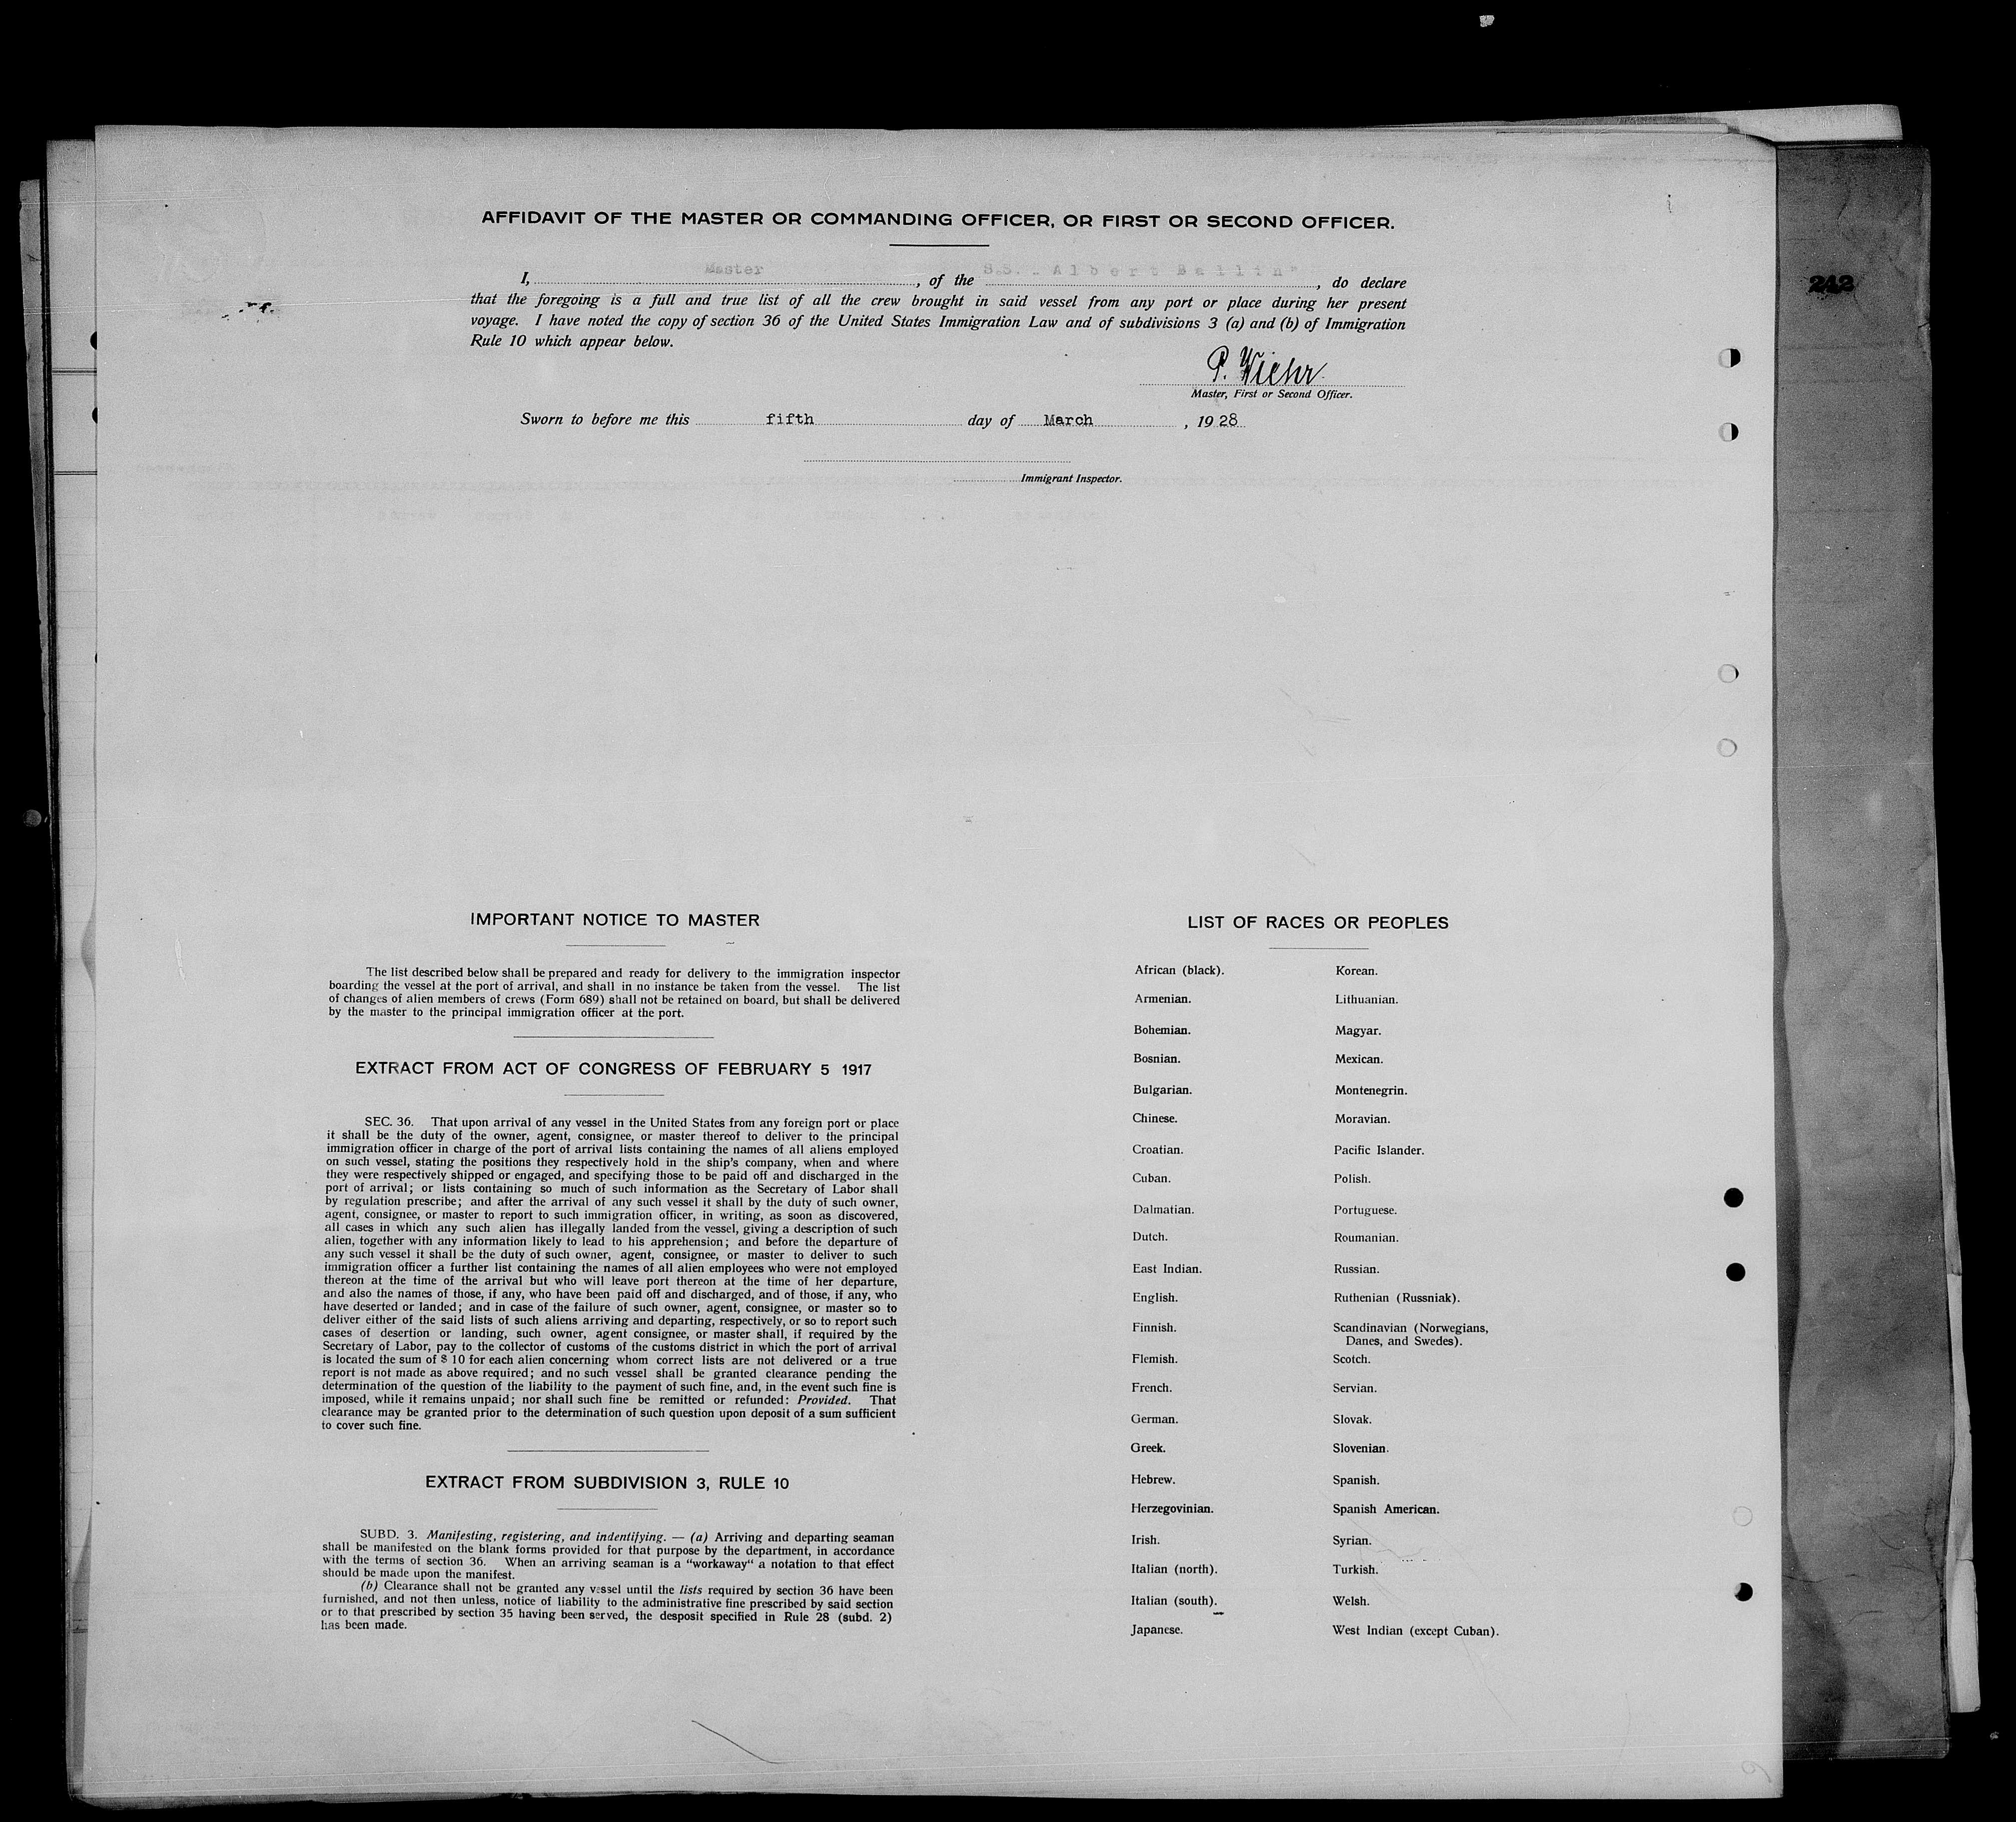 AFFIDAVIT OF THE MASTER OR COMMANDING OFFICER, OR FIRST OR SECOND OFFICER.
I, Master, of the S.S. „Albert Ballin", do declare
that the foregoing is a full and true list of all the crew brought in said vessel from any port or place during her present
voyage. I have noted the copy of section 36 of the United States Immigration Law and of subdivisions 3 (a) and (b) of Immigration
Rule 10 which appear below.
P. Wiehr
Master, First or Second Officer.
Sworn to before me this fifth day of March, 1928
Immigrant Inspector.
242
IMPORTANT NOTICE TO MASTER
The list described below shall be prepared and ready for delivery to the immigration inspector
boarding the vessel at the port of arrival, and shall in no instance be taken from the vessel. The list
of changes of alien members of crews (Form 689) shall not be retained on board, but shall be delivered
by the master to the principal immigration officer at the port.
EXTRACT FROM ACT OF CONGRESS OF FEBRUARY 5 1917
SEC. 36. That upon arrival of any vessel in the United States from any foreign port or place
it shall be the duty of the owner, agent, consignee, or master thereof to deliver to the principal
immigration officer in charge of the port of arrival lists containing the names of all aliens employed
on such vessel, stating the positions they respectively hold in the ship's company, when and where
they were respectively shipped or engaged, and specifying those to be paid off and discharged in the
port of arrival; or lists containing so much of such information as the Secretary of Labor shall
by regulation prescribe; and after the arrival of any such vessel it shall by the duty of such owner,
agent, consignee, or master to report to such immigration officer, in writing, as soon as discovered,
all cases in which any such alien has illegally landed from the vessel, giving a description of such
alien, together with any information likely to lead to his apprehension; and before the departure of
any such vessel it shall be the duty of such owner, agent, consignee, or master to deliver to such
immigration officer a further list containing the names of all alien employees who were not employed
thereon at the time of the arrival but who will leave port thereon at the time of her departure,
and also the names of those, if any, who have been paid off and discharged, and of those, if any, who
have deserted or landed; and in case of the failure of such owner, agent, consignee, or master so to
deliver either of the said lists of such aliens arriving and departing, respectively, or so to report such
cases of desertion or landing, such owner, agent consignee, or master shall, if required by the
Secretary of Labor, pay to the collector of customs of the customs district in which the port of arrival
is located the sum of $ 10 for each alien concerning whom correct lists are not delivered or a true
report is not made as above required; and no such vessel shall be granted clearance pending the
determination of the question of the liability to the payment of such fine, and, in the event such fine is
imposed, while it remains unpaid; nor shall such fine be remitted or refunded: Provided. That
clearance may be granted prior to the determination of such question upon deposit of a sum sufficient
to cover such fine.
EXTRACT FROM SUBDIVISION 3, RULE 10
SUBD. 3. Manifesting, registering, and indentifying. — (a) Arriving and departing seaman
shall be manifested on the blank forms provided for that purpose by the department, in accordance
with the terms of section 36. When an arriving seaman is a "workaway" a notation to that effect
should be made upon the manifest.
(b) Clearance shall not be granted any vessel until the lists required by section 36 have been
furnished, and not then unless, notice of liability to the administrative fine prescribed by said section
or to that prescribed by section 35 having been served, the desposit specified in Rule 28 (subd. 2)
has been made.
LIST OF RACES OR PEOPLES
African (black).
Armenian.
Bohemian.
Bosnian.
Bulgarian.
Chinese.
Croatian.
Cuban.
Dalmatian.
Dutch.
East Indian.
English.
Finnish.
Flemish.
French.
German.
Greek.
Hebrew.
Herzegovinian.
Irish.
Italian (north).
Italian (south).
Japanese.
Korean.
Lithuanian.
Magyar.
Mexican.
Montenegrin.
Moravian.
Pacific Islander.
Polish.
Portuguese.
Roumanian.
Russian.
Ruthenian (Russniak).
Scandinavian (Norwegians,
Danes, and Swedes).
Scotch.
Servian.
Slovak.
Slovenian.
Spanish.
Spanish American.
Syrian.
Turkish.
Welsh.
West Indian (except Cuban).